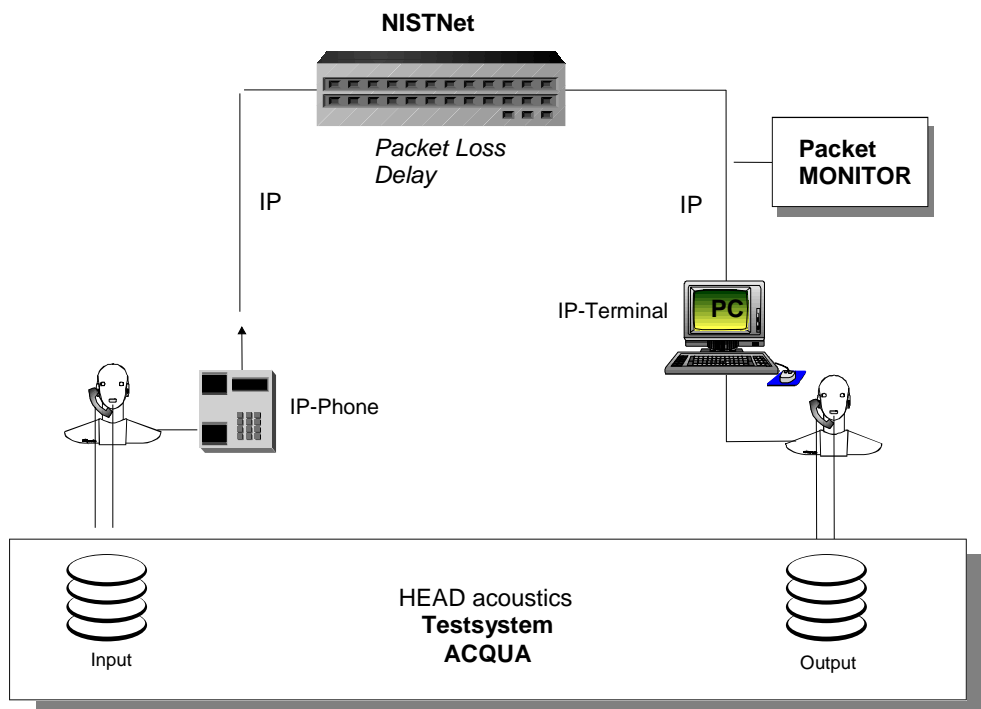 NISTNet
Packet Loss
Delay
Packet
MONITOR
IP
IP
IP-Terminal
PC
IP-Phone
HEAD acoustics
Testsystem
ACQUA
Input
Output